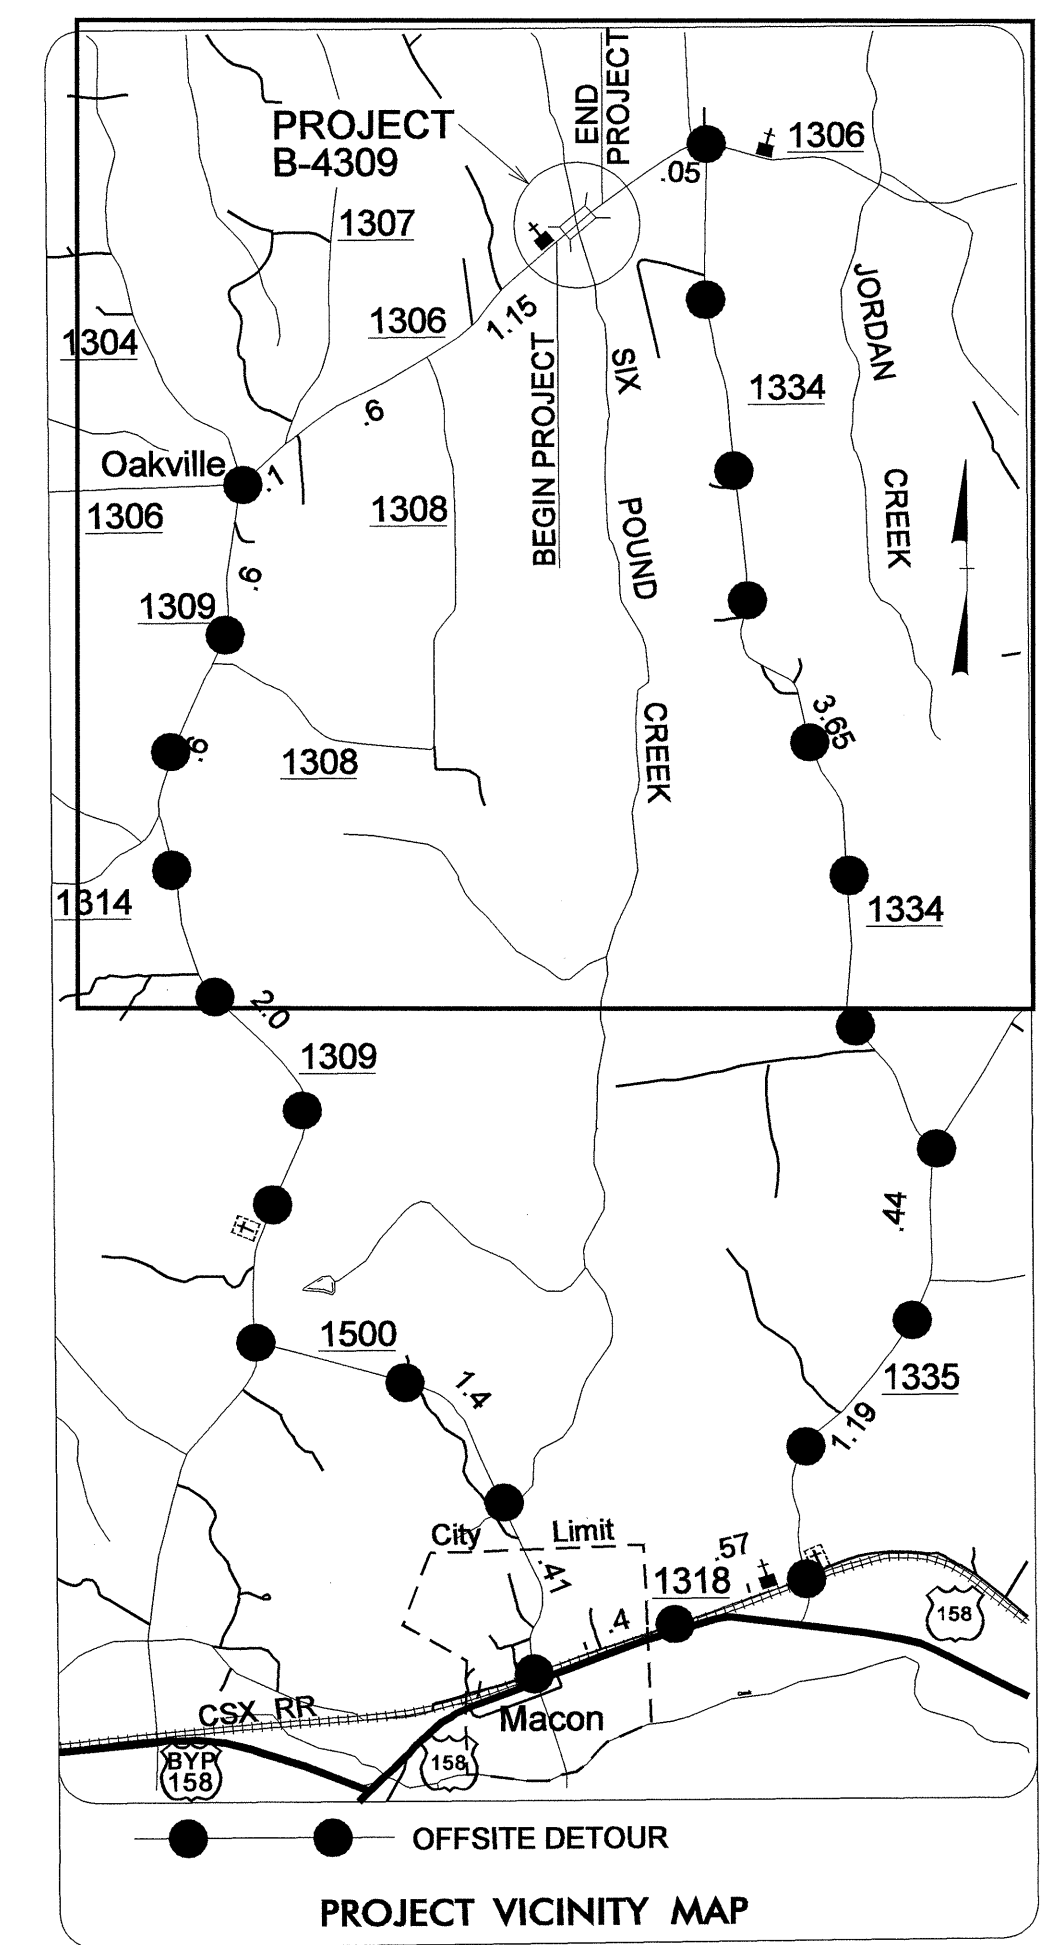 END
PROJECT
PROJECT
B-4309
1306
.05
1307
1306
1.15
1304
SIX
JORDAN
1334
.6
BEGIN PROJECT
Oakville
.1
1306
1308
POUND
CREEK
.6
1309
3.65
.6
1308
CREEK
1314
1334
2.0
1309
.44
1500
1.4
1335
1.19
City Limit
.41
.57
1318
.4
158
CSX RR
Macon
BYP
158
158
OFFSITE DETOUR
PROJECT VICINITY MAP